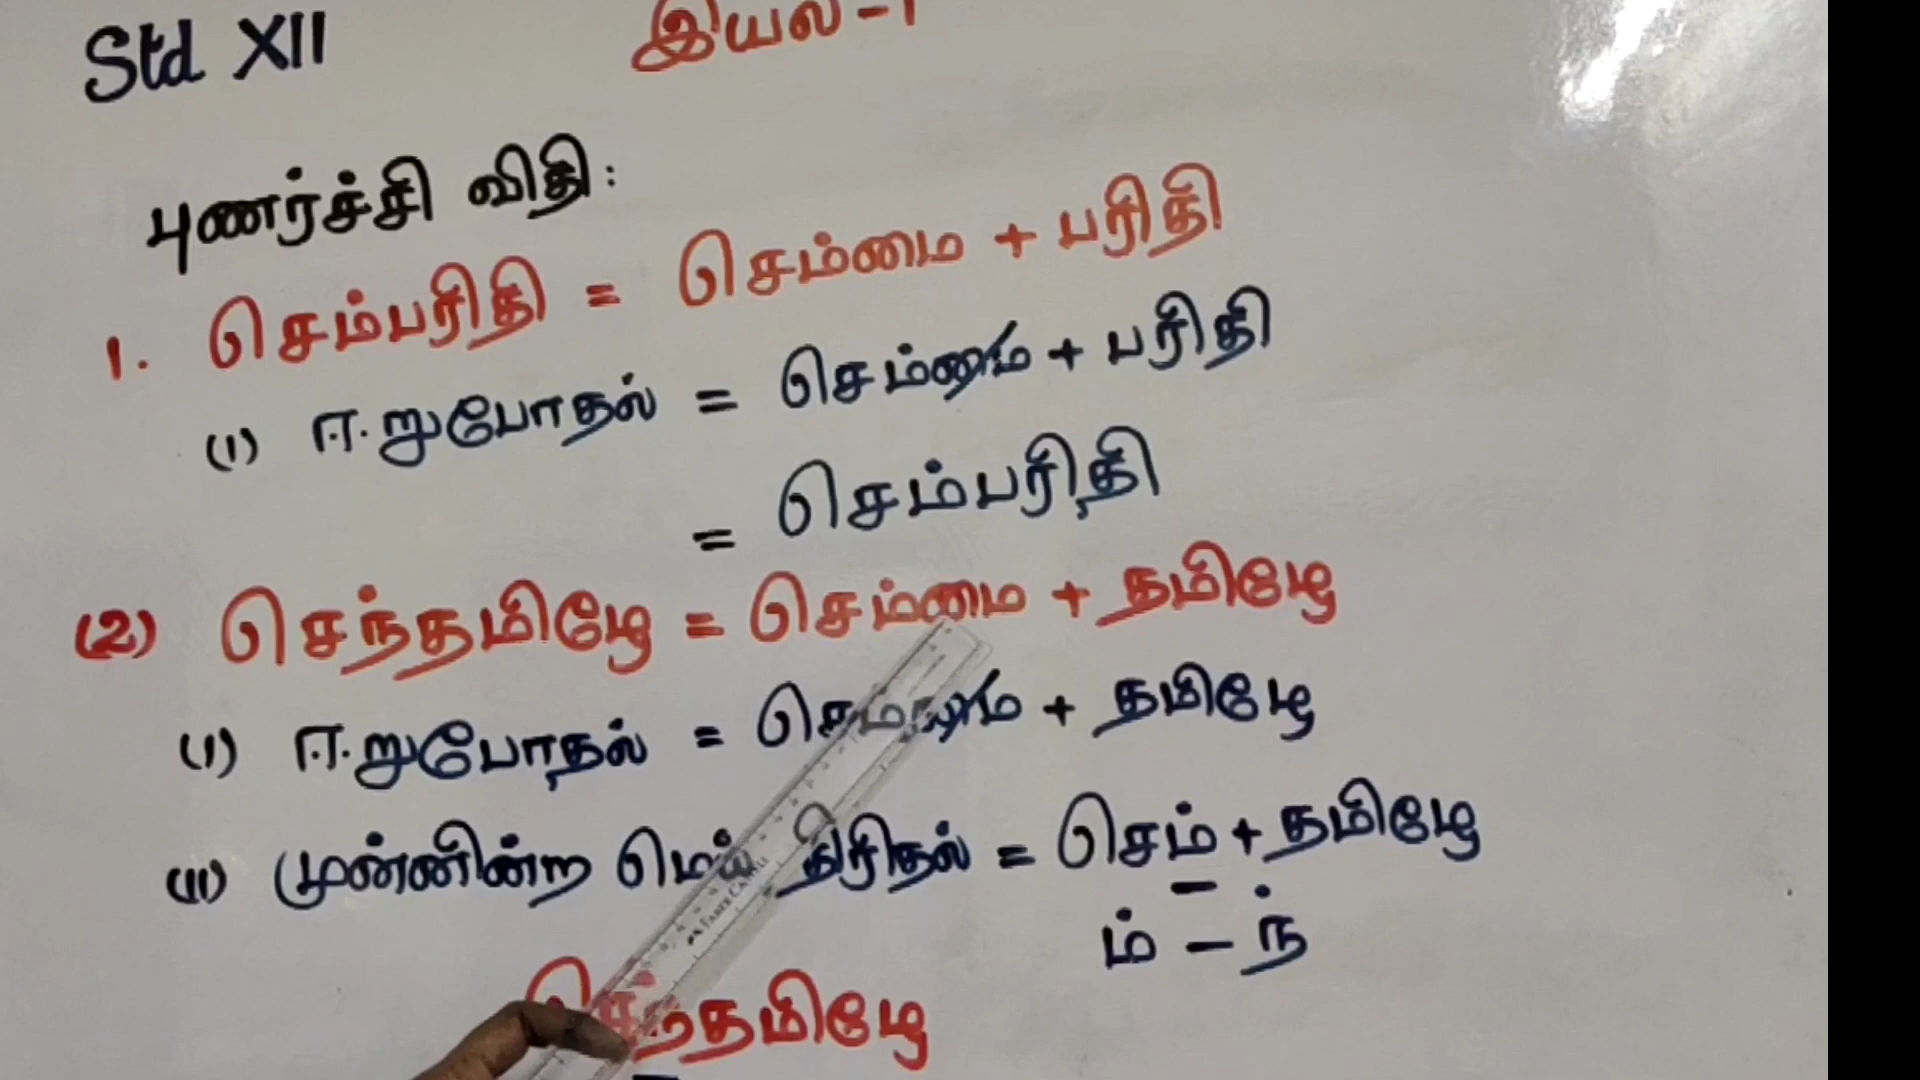 Std XII இயல் - 1
புணர்ச்சி விதி:
1. செம்பரிதி = செம்மை + பரிதி
(i) ஈறுபோதல் = செம்மை + பரிதி
= செம்பரிதி
(2) செந்தமிழே = செம்மை + தமிழே
(i) ஈறுபோதல் = செம்மை + தமிழே
(ii) முன்னின்ற மெய் திரிதல் = செம் + தமிழே
ம் - ந்
செந்தமிழே